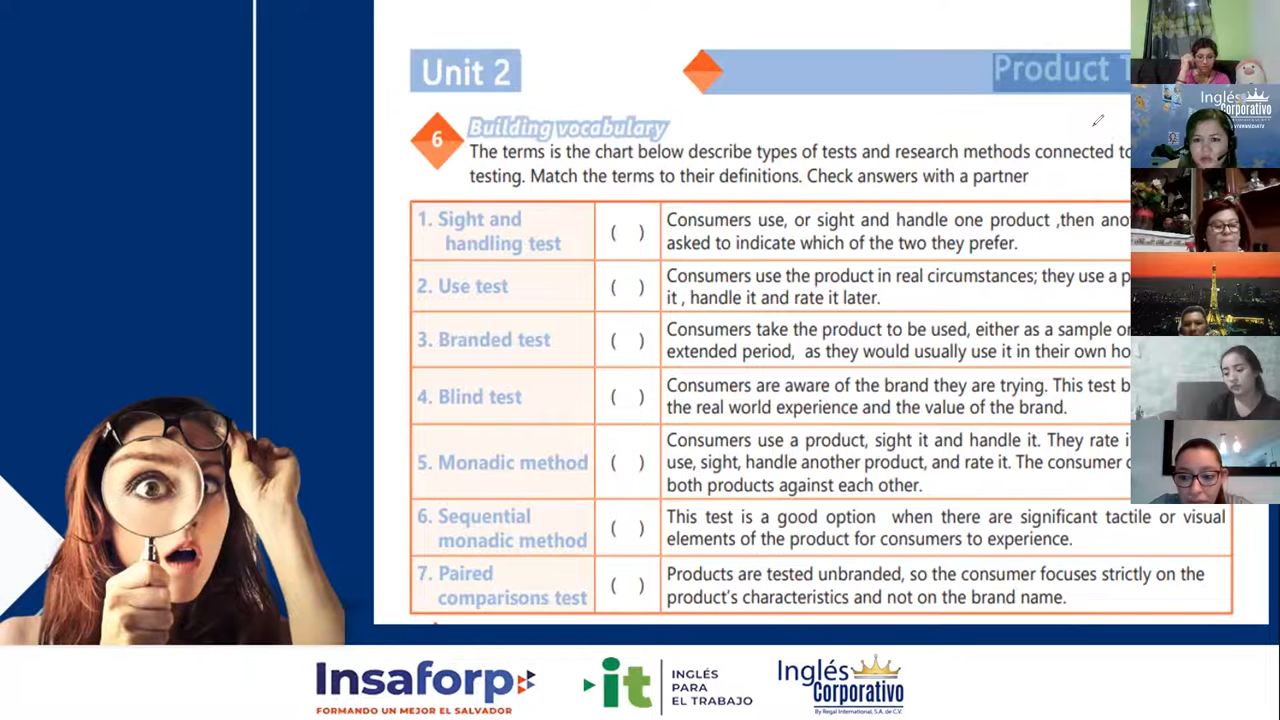 Unit 2
Product
6
Building vocabulary
The terms is the chart below describe types of tests and research methods connected to
testing. Match the terms to their definitions. Check answers with a partner
1. Sight and
handling test
( )
Consumers use, or sight and handle one product ,then
asked to indicate which of the two they prefer.
2. Use test
( )
Consumers use the product in real circumstances; they use a
it , handle it and rate it later.
3. Branded test
( )
Consumers take the product to be used, either as a sample
extended period, as they would usually use it in their own
4. Blind test
( )
Consumers are aware of the brand they are trying. This test
the real world experience and the value of the brand.
5. Monadic method
( )
Consumers use a product, sight it and handle it. They rate
use, sight, handle another product, and rate it. The consumer
both products against each other.
6. Sequential
monadic method
( )
This test is a good option when there are significant tactile or visual
elements of the product for consumers to experience.
7. Paired
comparisons test
( )
Products are tested unbranded, so the consumer focuses strictly on the
product's characteristics and not on the brand name.
Inglés
Corporativo
INTERMEDIATE
Insaforp
FORMANDO UN MEJOR EL SALVADOR
it
INGLÉS
PARA
EL TRABAJO
Inglés
Corporativo
By Regal International, S.A. de C.V.